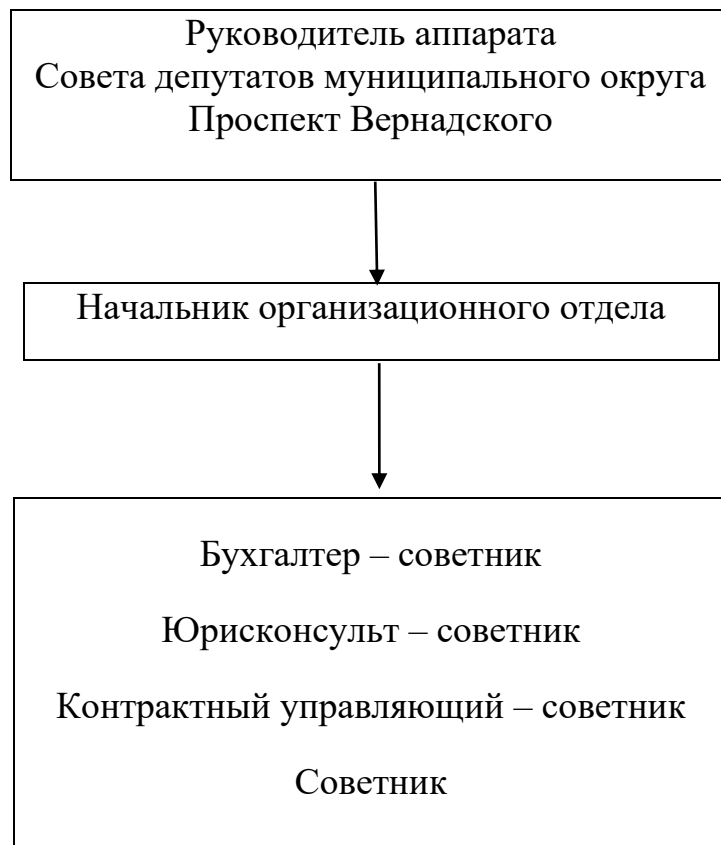 Руководитель аппарата
Совета депутатов муниципального округа
Проспект Вернадского
Начальник организационного отдела
Бухгалтер – советник
Юрисконсульт – советник
Контрактный управляющий – советник
Советник